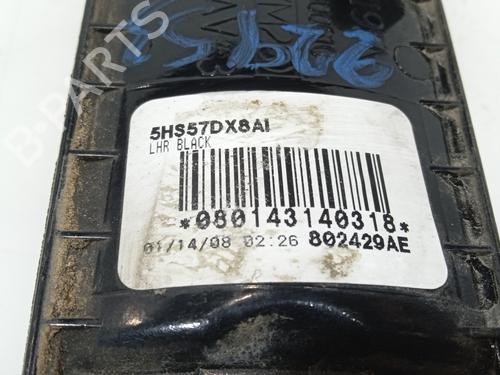 B-PARTS
5HS57DX8AI
LHR BLACK
*080143140318*
01/14/08 02:26 802429AE